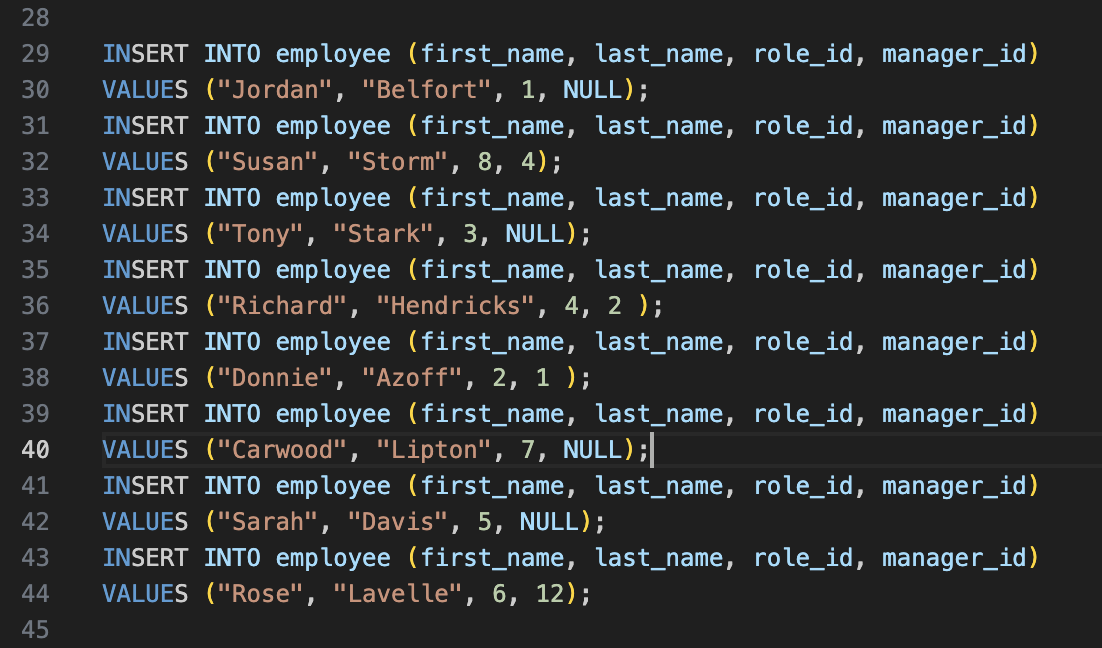 28
29 INSERT INTO employee (first_name, last_name, role_id, manager_id)
30 VALUES ("Jordan", "Belfort", 1, NULL);
31 INSERT INTO employee (first_name, last_name, role_id, manager_id)
32 VALUES ("Susan", "Storm", 8, 4);
33 INSERT INTO employee (first_name, last_name, role_id, manager_id)
34 VALUES ("Tony", "Stark", 3, NULL);
35 INSERT INTO employee (first_name, last_name, role_id, manager_id)
36 VALUES ("Richard", "Hendricks", 4, 2 );
37 INSERT INTO employee (first_name, last_name, role_id, manager_id)
38 VALUES ("Donnie", "Azoff", 2, 1 );
39 INSERT INTO employee (first_name, last_name, role_id, manager_id)
40 VALUES ("Carwood", "Lipton", 7, NULL);
41 INSERT INTO employee (first_name, last_name, role_id, manager_id)
42 VALUES ("Sarah", "Davis", 5, NULL);
43 INSERT INTO employee (first_name, last_name, role_id, manager_id)
44 VALUES ("Rose", "Lavelle", 6, 12);
45